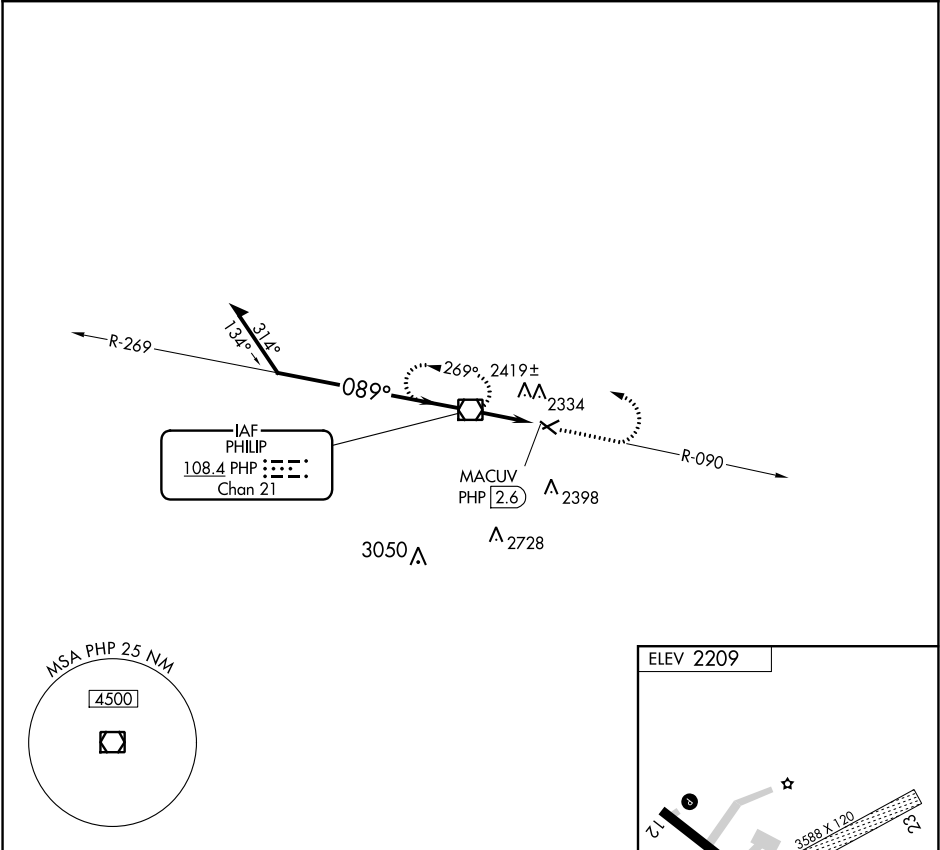 R-269
134°
314°
089°
269°
2419±
2334
IAF
PHILIP
108.4 PHP
Chan 21
R-090
MACUV
PHP 2.6
2398
2728
3050
MSA PHP 25 NM
4500
ELEV 2209
P
12
3588 X 120
23